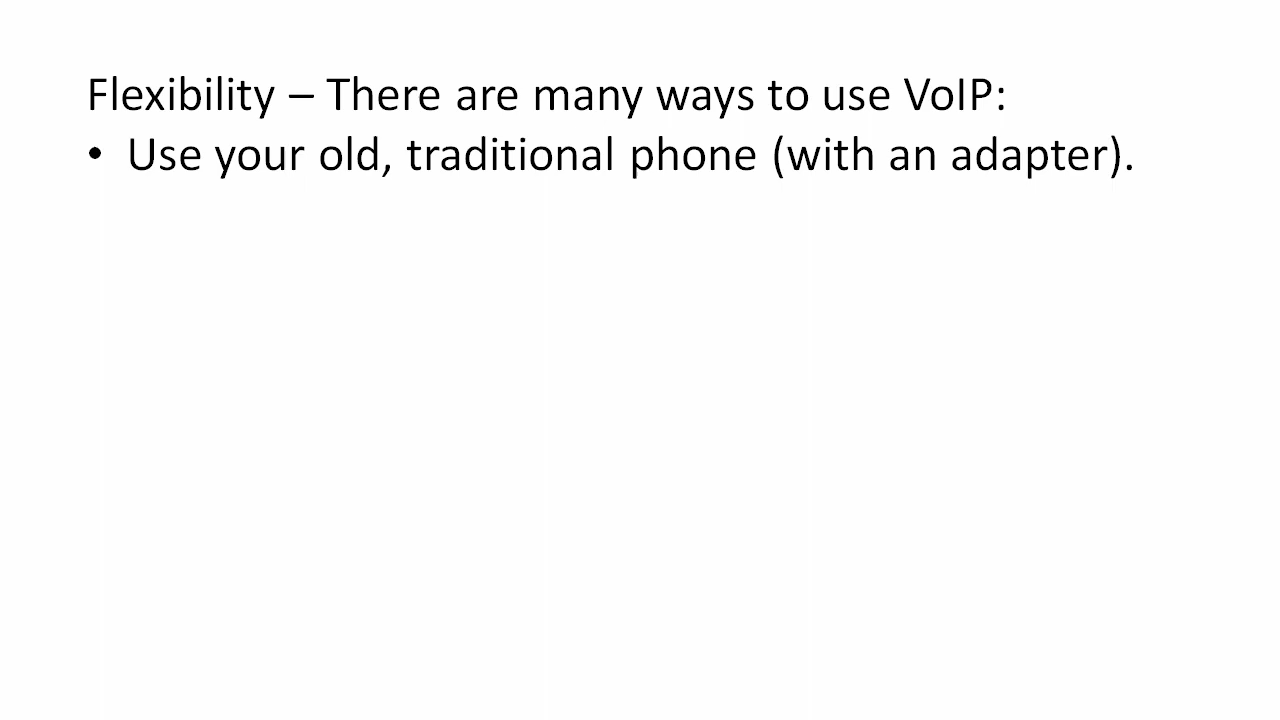 Flexibility – There are many ways to use VoIP:
• Use your old, traditional phone (with an adapter).